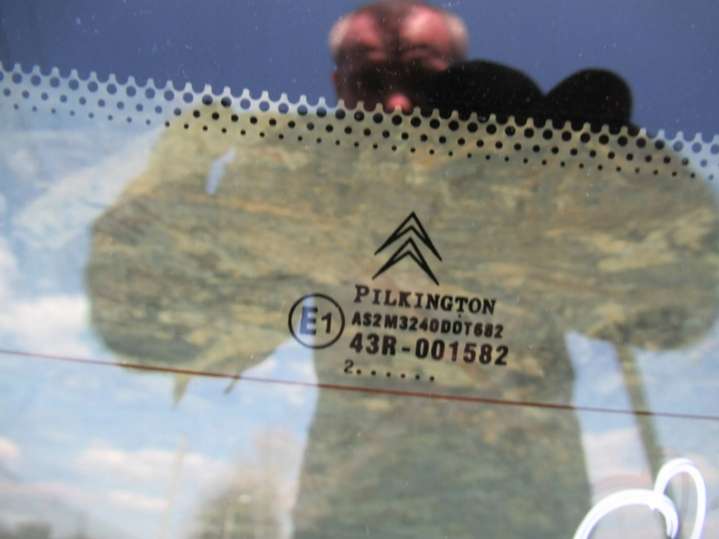 PILKINGTON
E1
AS2M3240DOT682
43R-001582
2......